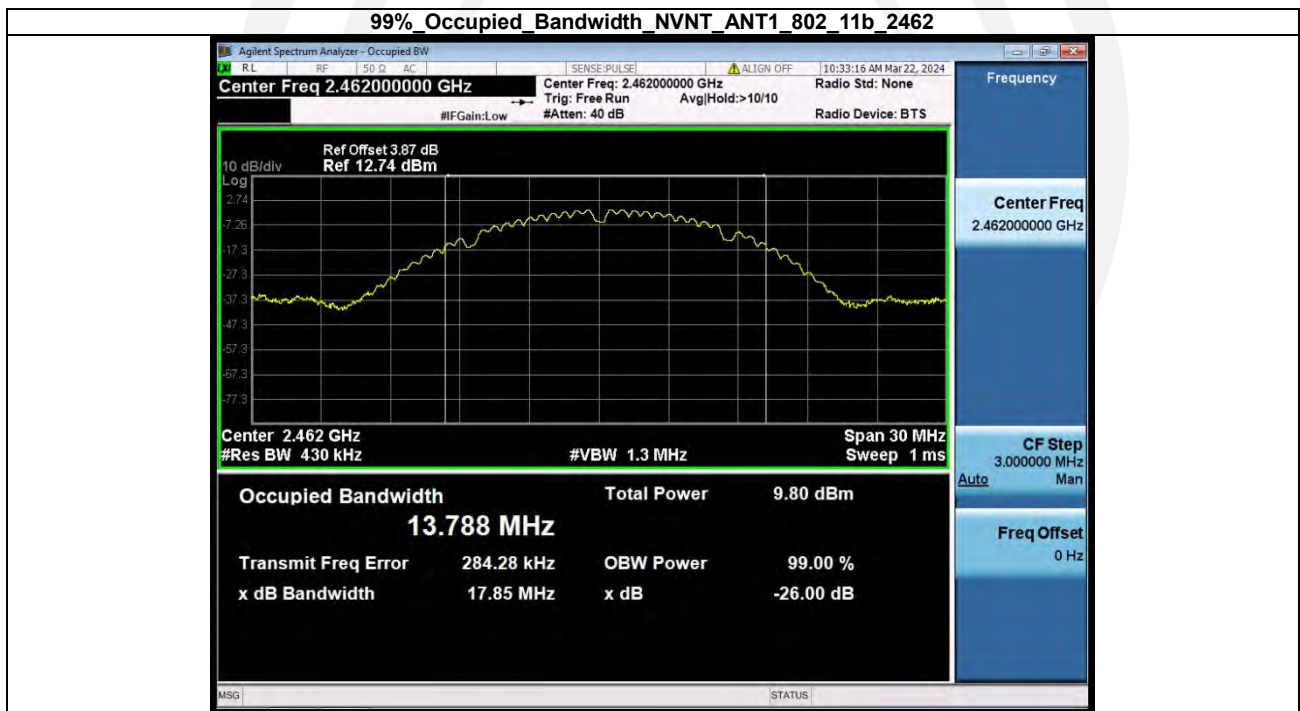 99%_Occupied_Bandwidth_NVNT_ANT1_802_11b_2462
Agilent Spectrum Analyzer - Occupied BW
RL RF 50 Ω AC SENSE:PULSE ALIGN OFF 10:33:16 AM Mar 22, 2024
Center Freq 2.462000000 GHz
Center Freq: 2.462000000 GHz
Radio Std: None
Trig: Free Run Avg|Hold:>10/10
#IFGain:Low
#Atten: 40 dB
Radio Device: BTS
Ref Offset 3.87 dB
10 dB/div Ref 12.74 dBm
Log
2.74
-7.26
-17.3
-27.3
-37.3
-47.3
-57.3
-67.3
-77.3
Center 2.462 GHz Span 30 MHz
#Res BW 430 kHz #VBW 1.3 MHz Sweep 1 ms
Occupied Bandwidth Total Power 9.80 dBm
13.788 MHz
Transmit Freq Error 284.28 kHz OBW Power 99.00 %
x dB Bandwidth 17.85 MHz x dB -26.00 dB
MSG STATUS
Frequency
Center Freq
2.462000000 GHz
CF Step
3.000000 MHz
Auto Man
Freq Offset
0 Hz